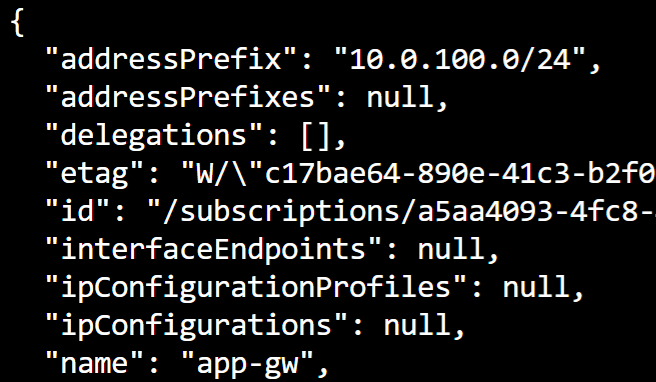 {
"addressPrefix": "10.0.100.0/24",
"addressPrefixes": null,
"delegations": [],
"etag": "W/\"c17bae64-890e-41c3-b2f0
"id": "/subscriptions/a5aa4093-4fc8-
"interfaceEndpoints": null,
"ipConfigurationProfiles": null,
"ipConfigurations": null,
"name": "app-gw",